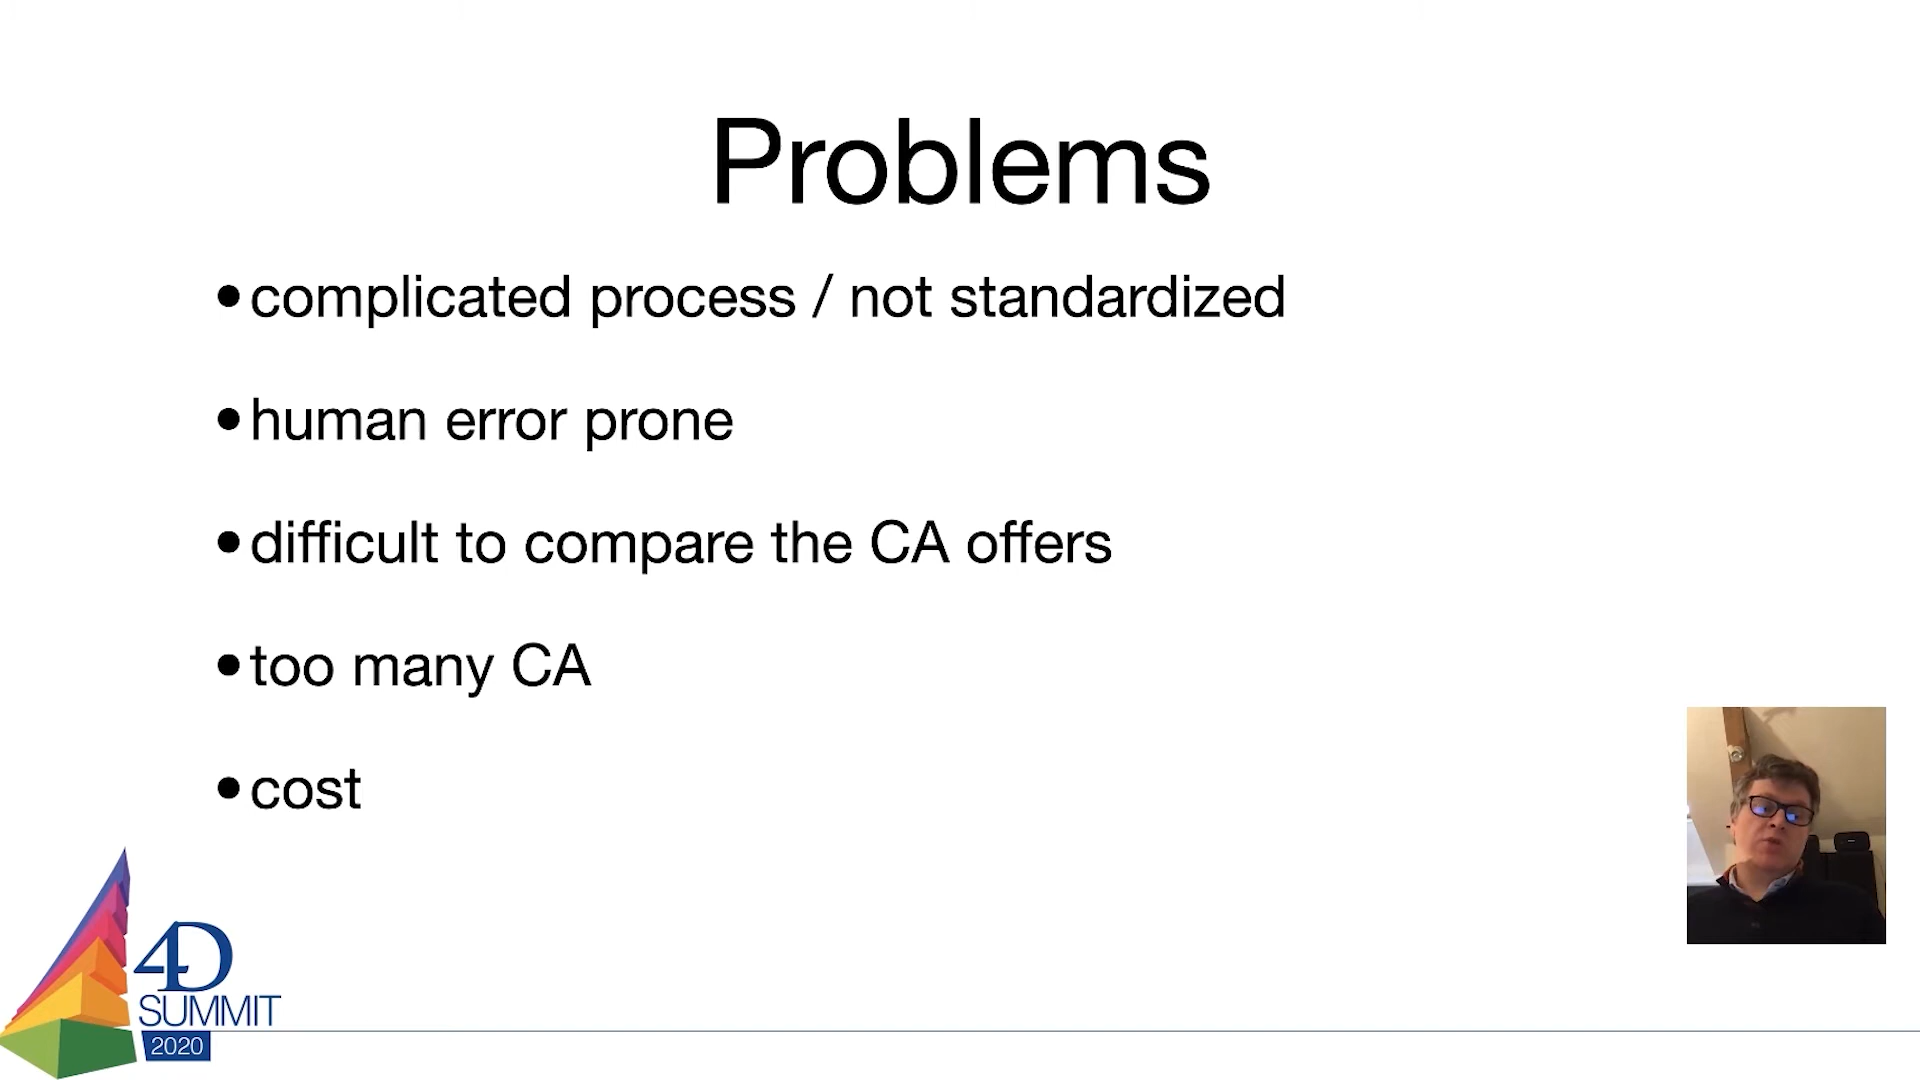 Problems
•complicated process / not standardized
•human error prone
•difficult to compare the CA offers
•too many CA
•cost
4D
SUMMIT
2020